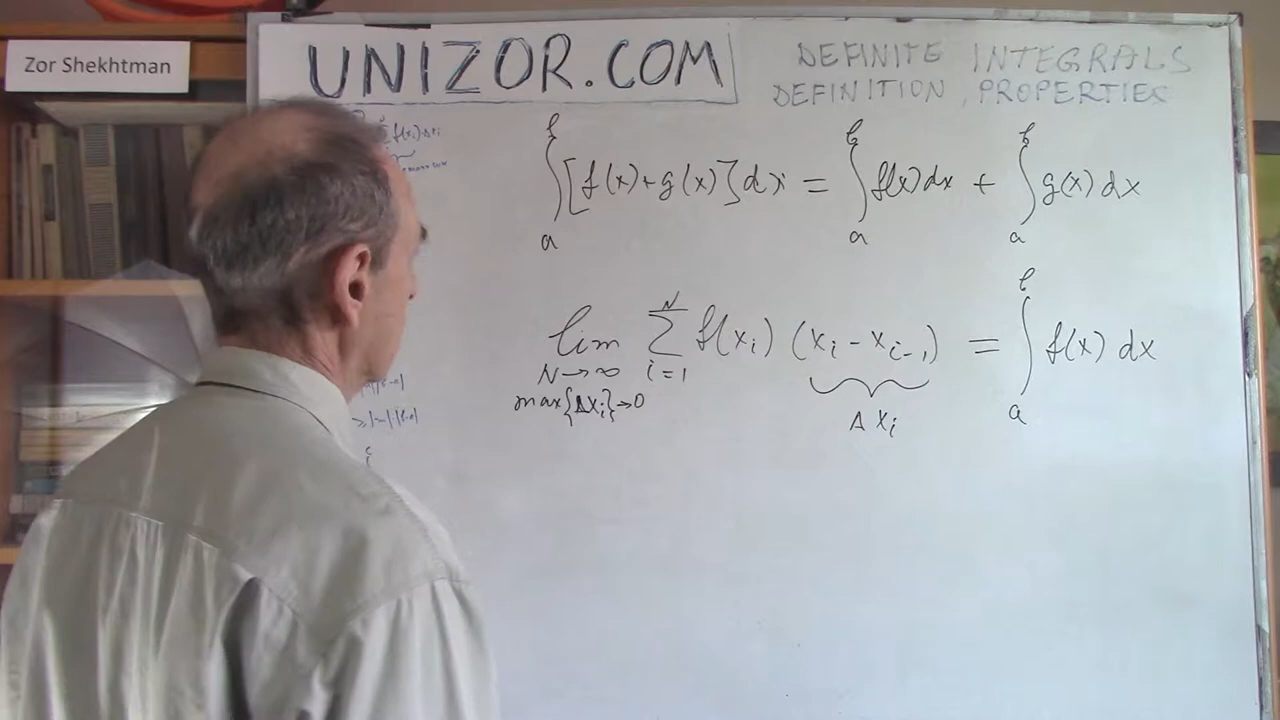 Zor Shekhtman
UNIZOR.COM
DEFINITE INTEGRALS
DEFINITION, PROPERTIES
∫ₐᵇ [f(x)+g(x)]dx = ∫ₐᵇ f(x)dx + ∫ₐᵇ g(x)dx
lim Σ f(xᵢ) (xᵢ - xᵢ₋₁) = ∫ₐᵇ f(x) dx
N→∞ i=1 N
max{Δxᵢ}→0
Δxᵢ